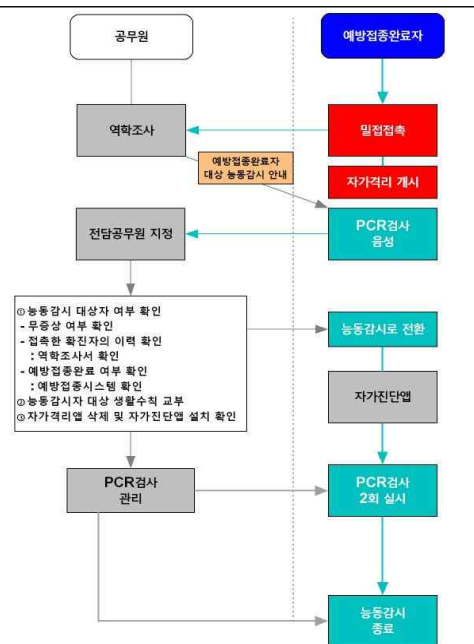 공무원
예방접종완료자
역학조사
밀접접촉
예방접종완료자
대상 능동감시 안내
자가격리 개시
전담공무원 지정
PCR검사
음성
① 능동감시 대상자 여부 확인
- 무증상 여부 확인
- 접촉한 확진자의 이력 확인
: 역학조사서 확인
- 예방접종완료 여부 확인
: 예방접종시스템 확인
② 능동감시자 대상 생활수칙 교부
③ 자가격리앱 삭제 및 자가진단앱 설치 확인
능동감시로 전환
자가진단앱
PCR검사
관리
PCR검사
2회 실시
능동감시
종료